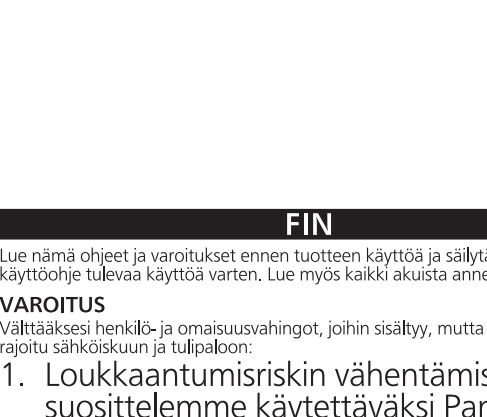 FIN
Lue nämä ohjeet ja varoitukset ennen tuotteen käyttöä ja säilytä
käyttöohje tulevaa käyttöä varten. Lue myös kaikki akuista anne
VAROITUS
Välttääksesi henkilö- ja omaisuusvahingot, joihin sisältyy, mutta
rajoitu sähköiskuun ja tulipaloon:
1. Loukkaantumisriskin vähentämis
suosittelemme käytettäväksi Pan